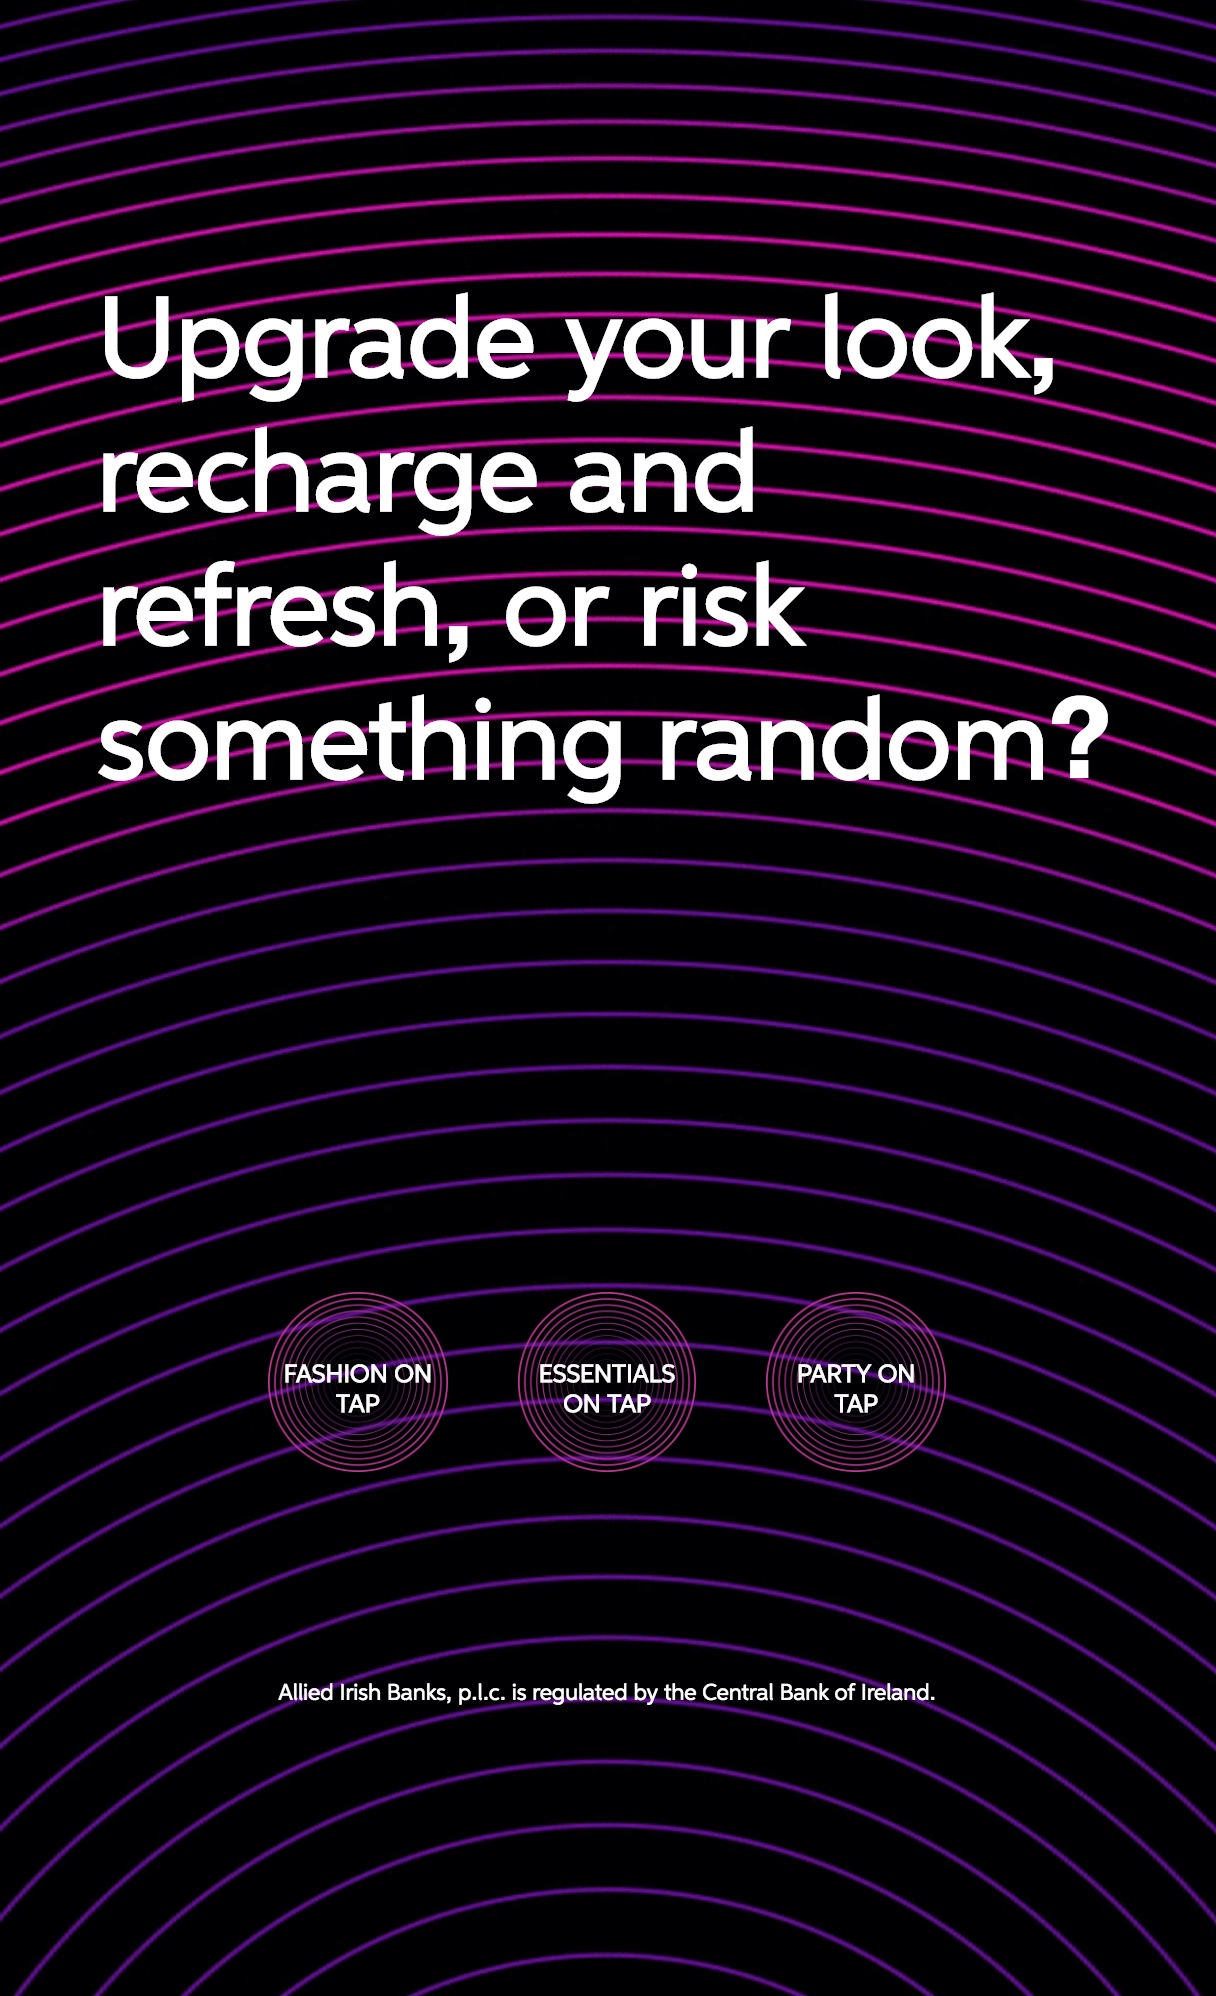 Upgrade your look,
recharge and
refresh, or risk
something random?
FASHION ON
TAP
ESSENTIALS
ON TAP
PARTY ON
TAP
Allied Irish Banks, p.l.c. is regulated by the Central Bank of Ireland.